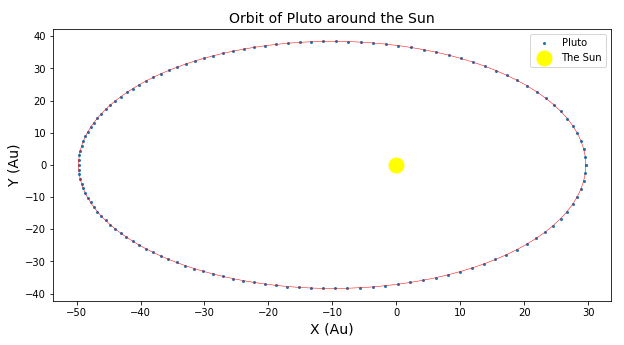 Orbit of Pluto around the Sun
Pluto
The Sun
40
30
20
10
0
−10
−20
−30
−40
Y (Au)
−50 −40 −30 −20 −10 0 10 20 30
X (Au)